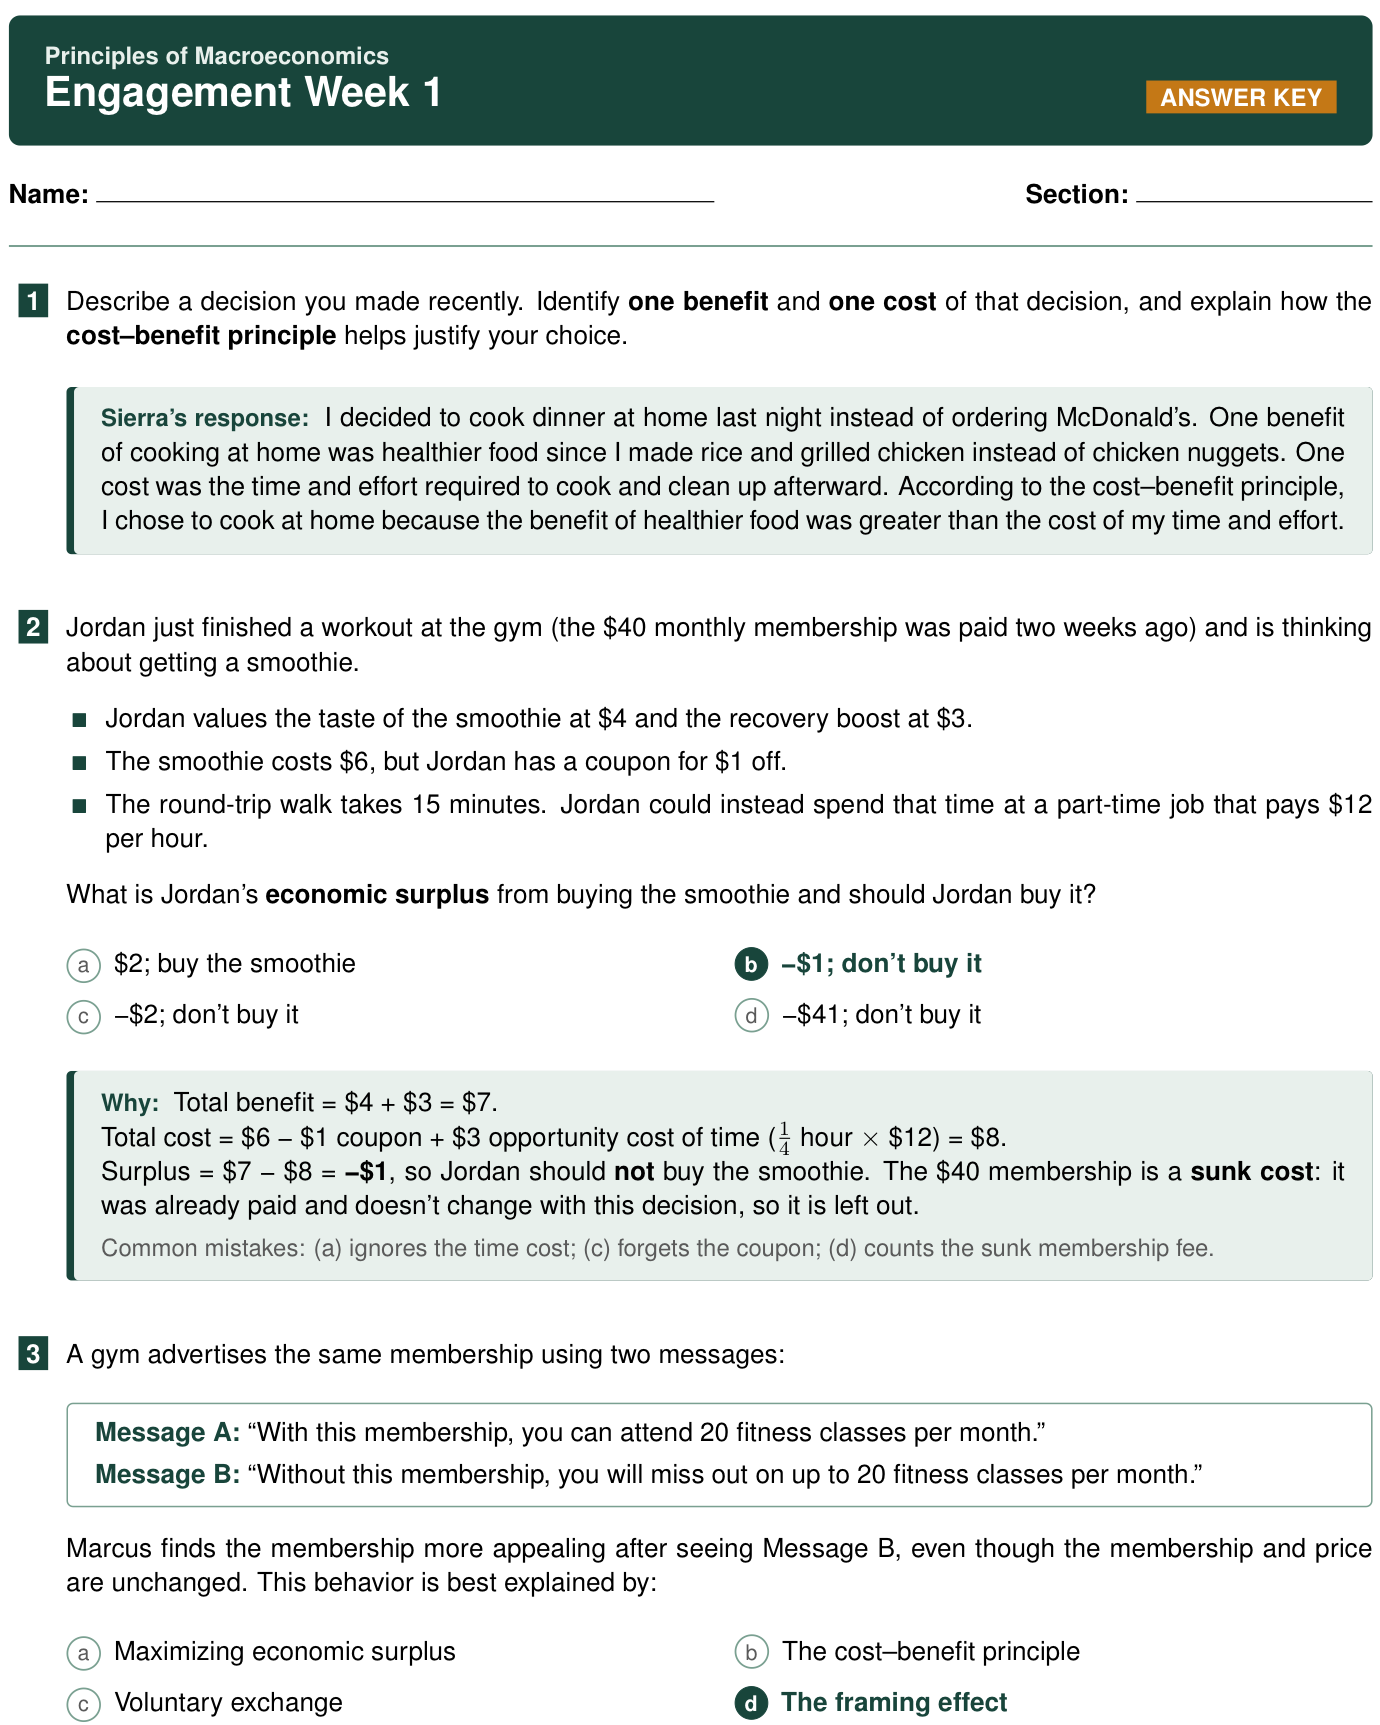 Principles of Macroeconomics
Engagement Week 1
ANSWER KEY
Name:
Section:
1 Describe a decision you made recently. Identify one benefit and one cost of that decision, and explain how the
cost–benefit principle helps justify your choice.
Sierra's response: I decided to cook dinner at home last night instead of ordering McDonald's. One benefit
of cooking at home was healthier food since I made rice and grilled chicken instead of chicken nuggets. One
cost was the time and effort required to cook and clean up afterward. According to the cost–benefit principle,
I chose to cook at home because the benefit of healthier food was greater than the cost of my time and effort.
2 Jordan just finished a workout at the gym (the $40 monthly membership was paid two weeks ago) and is thinking
about getting a smoothie.
■ Jordan values the taste of the smoothie at $4 and the recovery boost at $3.
■ The smoothie costs $6, but Jordan has a coupon for $1 off.
■ The round-trip walk takes 15 minutes. Jordan could instead spend that time at a part-time job that pays $12
per hour.
What is Jordan's economic surplus from buying the smoothie and should Jordan buy it?
a $2; buy the smoothie
b –$1; don't buy it
c –$2; don't buy it
d –$41; don't buy it
Why: Total benefit = $4 + $3 = $7.
Total cost = $6 − $1 coupon + $3 opportunity cost of time (1/4 hour × $12) = $8.
Surplus = $7 − $8 = –$1, so Jordan should not buy the smoothie. The $40 membership is a sunk cost: it
was already paid and doesn't change with this decision, so it is left out.
Common mistakes: (a) ignores the time cost; (c) forgets the coupon; (d) counts the sunk membership fee.
3 A gym advertises the same membership using two messages:
Message A: “With this membership, you can attend 20 fitness classes per month.”
Message B: “Without this membership, you will miss out on up to 20 fitness classes per month.”
Marcus finds the membership more appealing after seeing Message B, even though the membership and price
are unchanged. This behavior is best explained by:
a Maximizing economic surplus
b The cost–benefit principle
c Voluntary exchange
d The framing effect